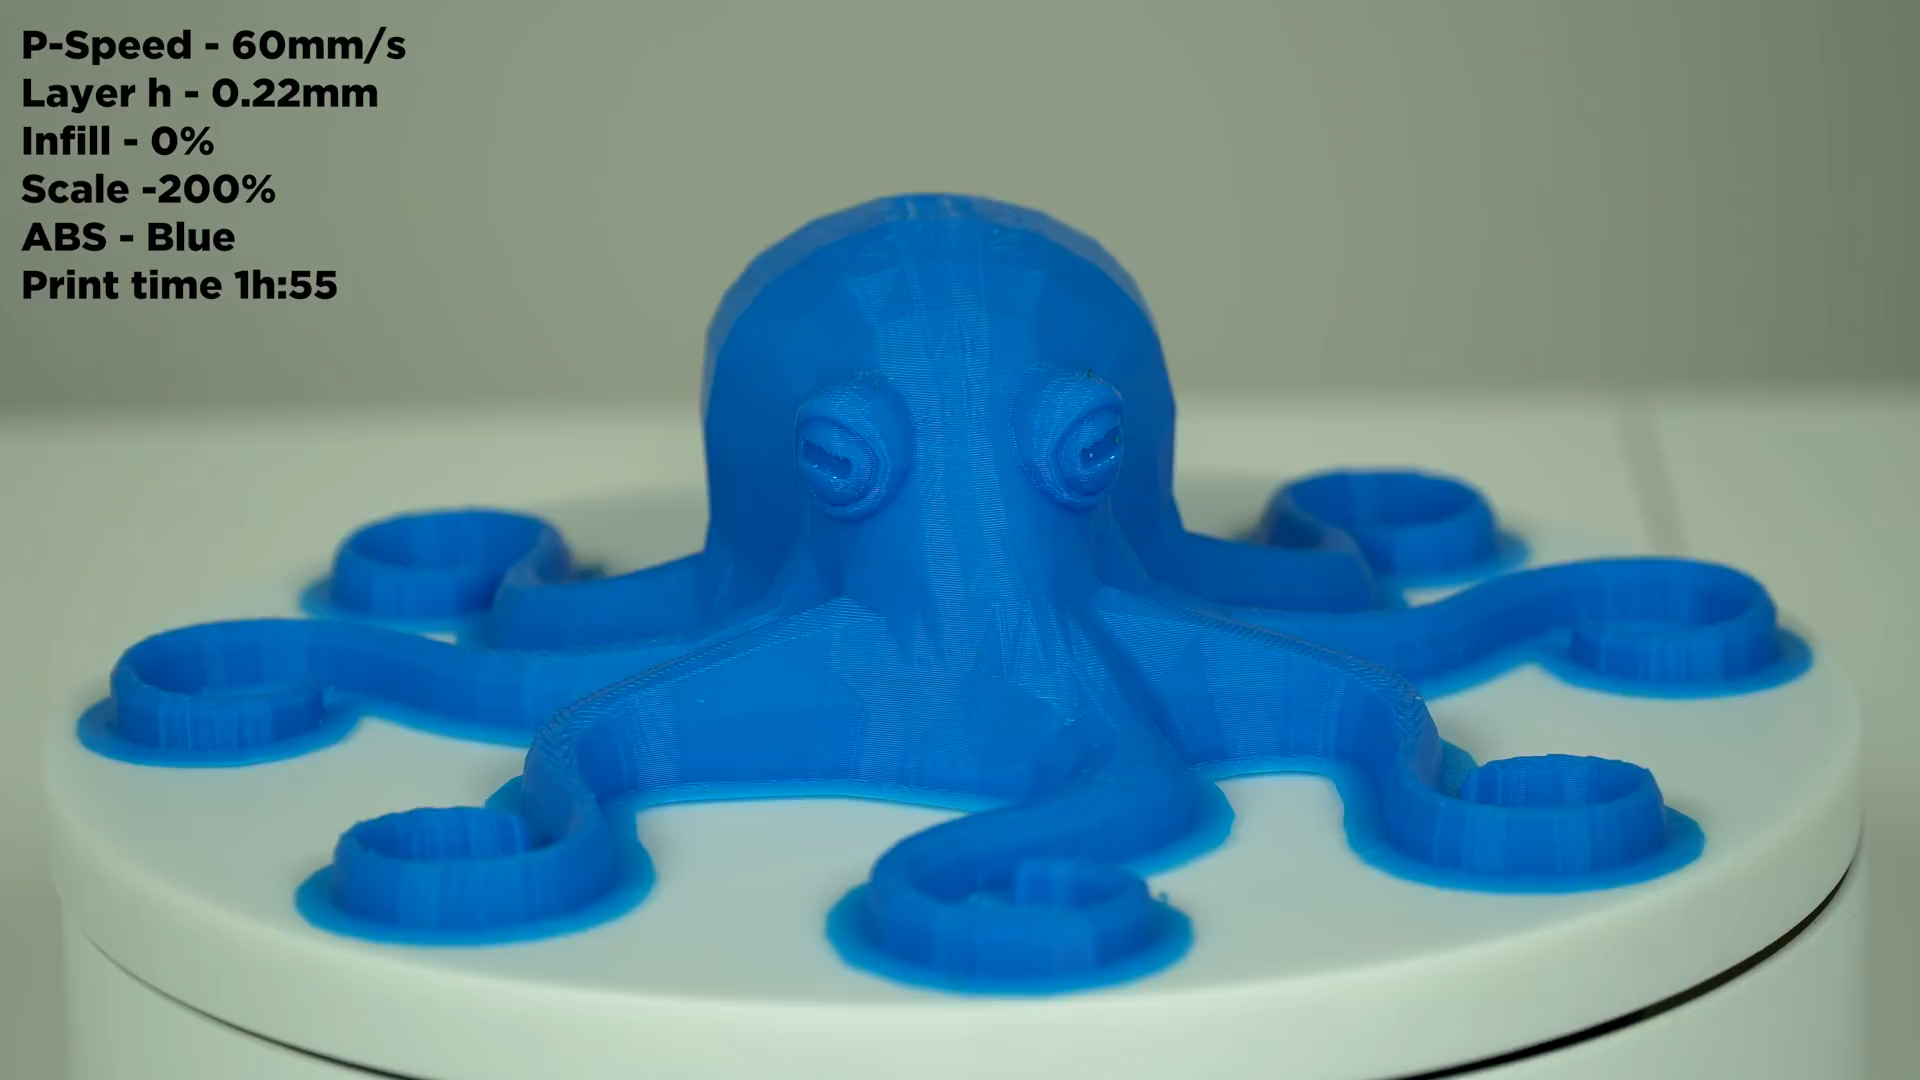 P-Speed - 60mm/s
Layer h - 0.22mm
Infill - 0%
Scale -200%
ABS - Blue
Print time 1h:55